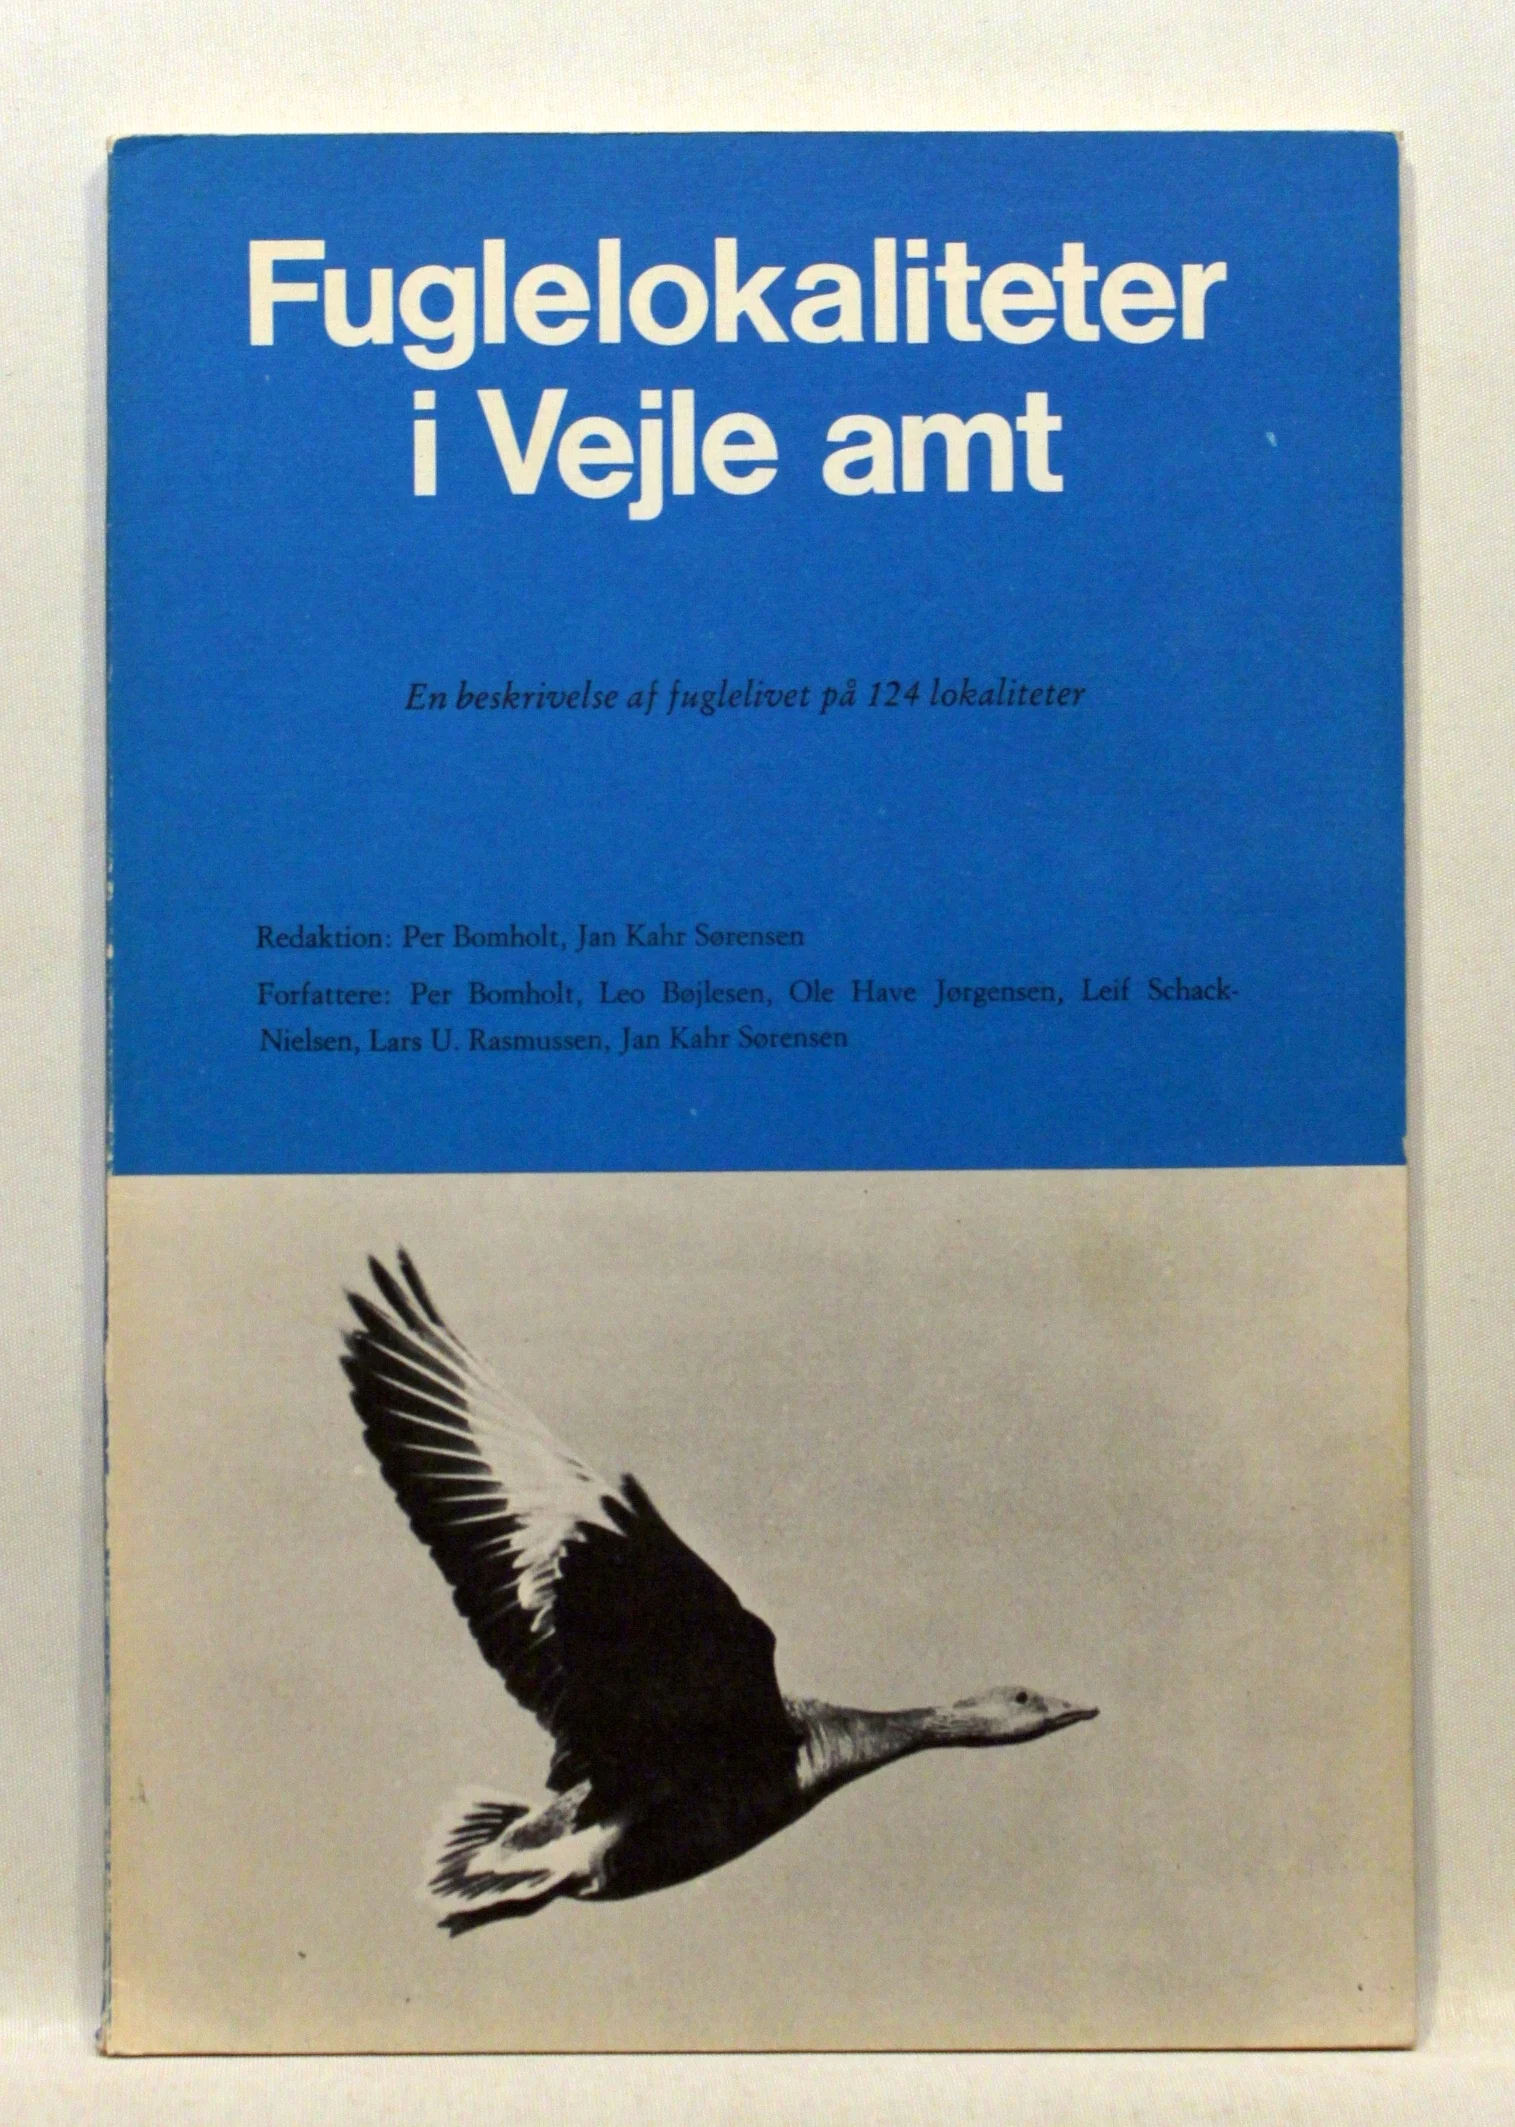 Fuglelokaliteter
i Vejle amt
En beskrivelse af fuglelivet på 124 lokaliteter
Redaktion: Per Bomholt, Jan Kahr Sørensen
Forfattere: Per Bomholt, Leo Bøjlesen, Ole Have Jørgensen, Leif Schack-
Nielsen, Lars U. Rasmussen, Jan Kahr Sørensen